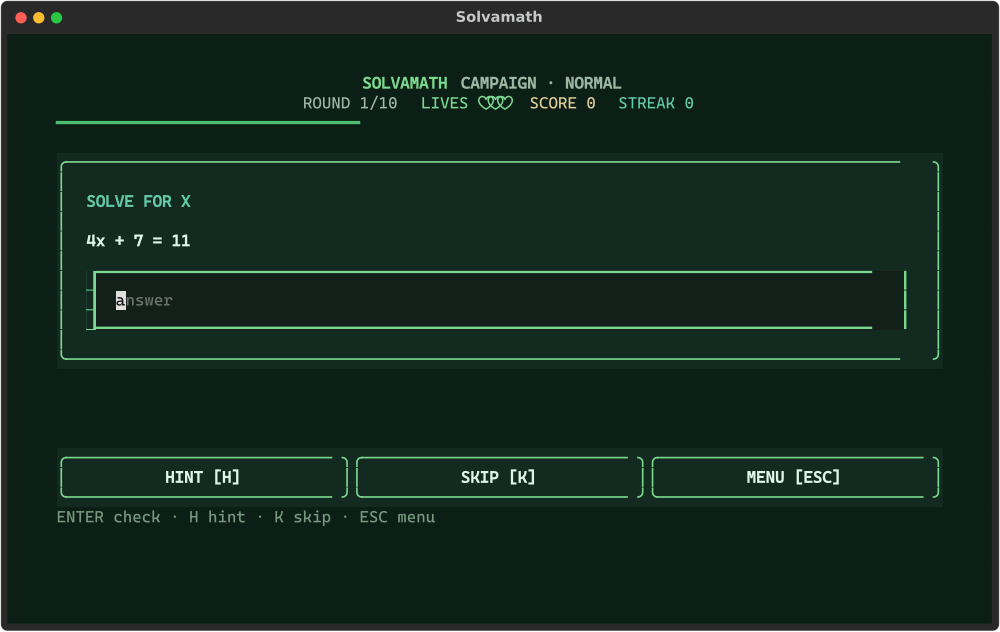 Solvamath
SOLVAMATH CAMPAIGN · NORMAL
ROUND 1/10 LIVES ♡♡♡ SCORE 0 STREAK 0
SOLVE FOR X
4x + 7 = 11
answer
HINT [H] SKIP [K] MENU [ESC]
ENTER check · H hint · K skip · ESC menu